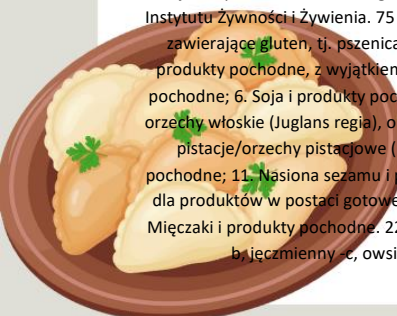 Instytutu Żywności i Żywienia. 75
zawierające gluten, tj. pszenica
produkty pochodne, z wyjątkiem
pochodne; 6. Soja i produkty poc
orzechy włoskie (Juglans regia), o
pistacje/orzechy pistacjowe (
pochodne; 11. Nasiona sezamu i p
dla produktów w postaci gotowe
Mięczaki i produkty pochodne. 22
b, jęczmienny -c, owsi